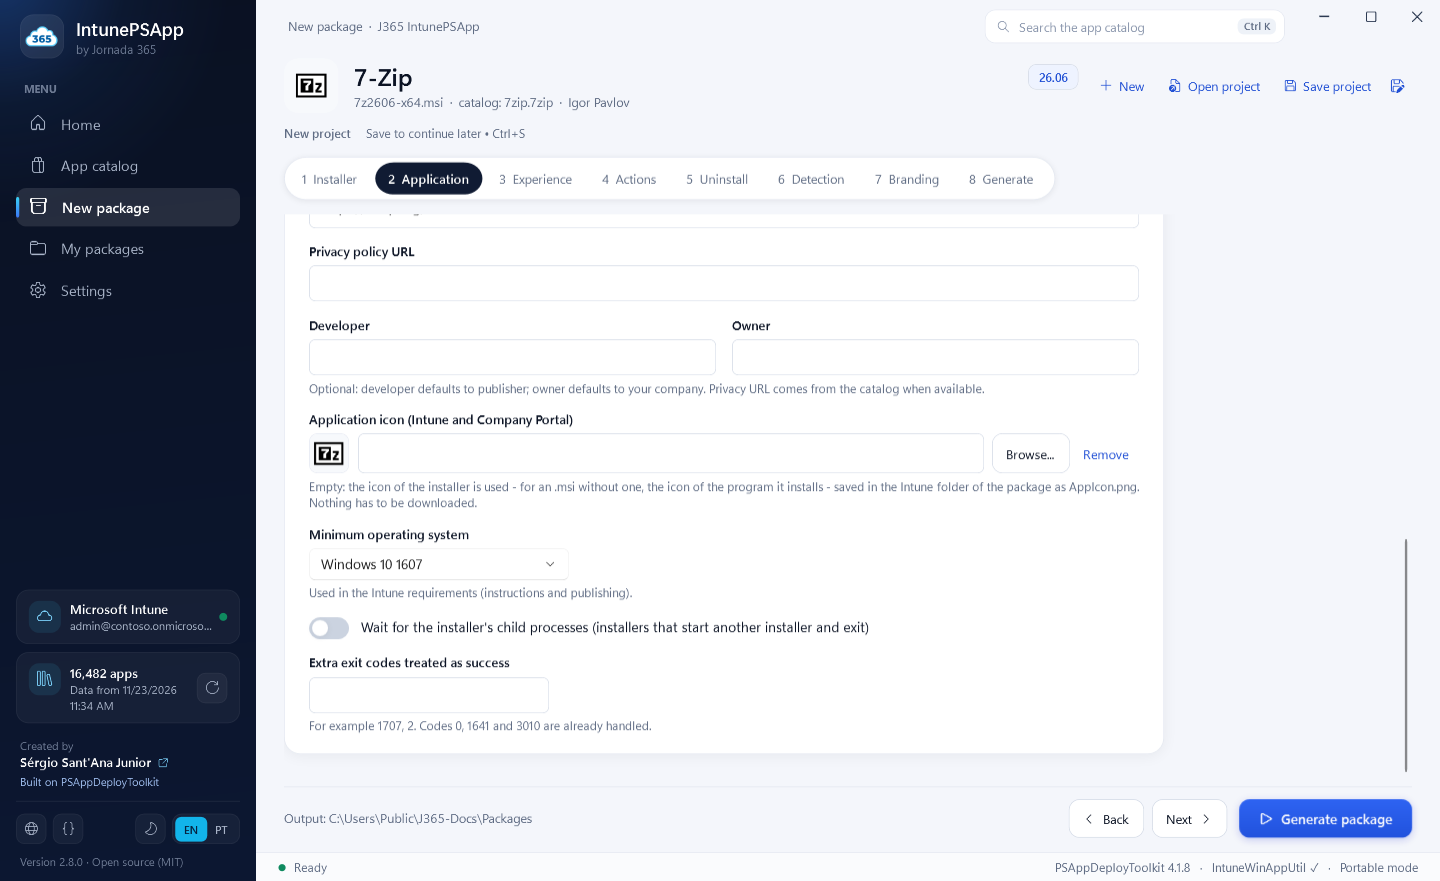 365
IntunePSApp
by Jornada 365
MENU
Home
App catalog
New package
My packages
Settings
Microsoft Intune
admin@contoso.onmicroso...
16,482 apps
Data from 11/23/2026
11:34 AM
Created by
Sérgio Sant'Ana Junior
Built on PSAppDeployToolkit
{}
EN PT
Version 2.8.0 · Open source (MIT)
New package · J365 IntunePSApp
Search the app catalog Ctrl K
7z
7-Zip
7z2606-x64.msi · catalog: 7zip.7zip · Igor Pavlov
26.06
New
Open project
Save project
New project Save to continue later • Ctrl+S
1 Installer
2 Application
3 Experience
4 Actions
5 Uninstall
6 Detection
7 Branding
8 Generate
Privacy policy URL
Developer
Owner
Optional: developer defaults to publisher; owner defaults to your company. Privacy URL comes from the catalog when available.
Application icon (Intune and Company Portal)
7z
Browse...
Remove
Empty: the icon of the installer is used - for an .msi without one, the icon of the program it installs - saved in the Intune folder of the package as AppIcon.png.
Nothing has to be downloaded.
Minimum operating system
Windows 10 1607
Used in the Intune requirements (instructions and publishing).
Wait for the installer's child processes (installers that start another installer and exit)
Extra exit codes treated as success
For example 1707, 2. Codes 0, 1641 and 3010 are already handled.
Output: C:\Users\Public\J365-Docs\Packages
Back
Next
Generate package
Ready
PSAppDeployToolkit 4.1.8 · IntuneWinAppUtil ✓ · Portable mode